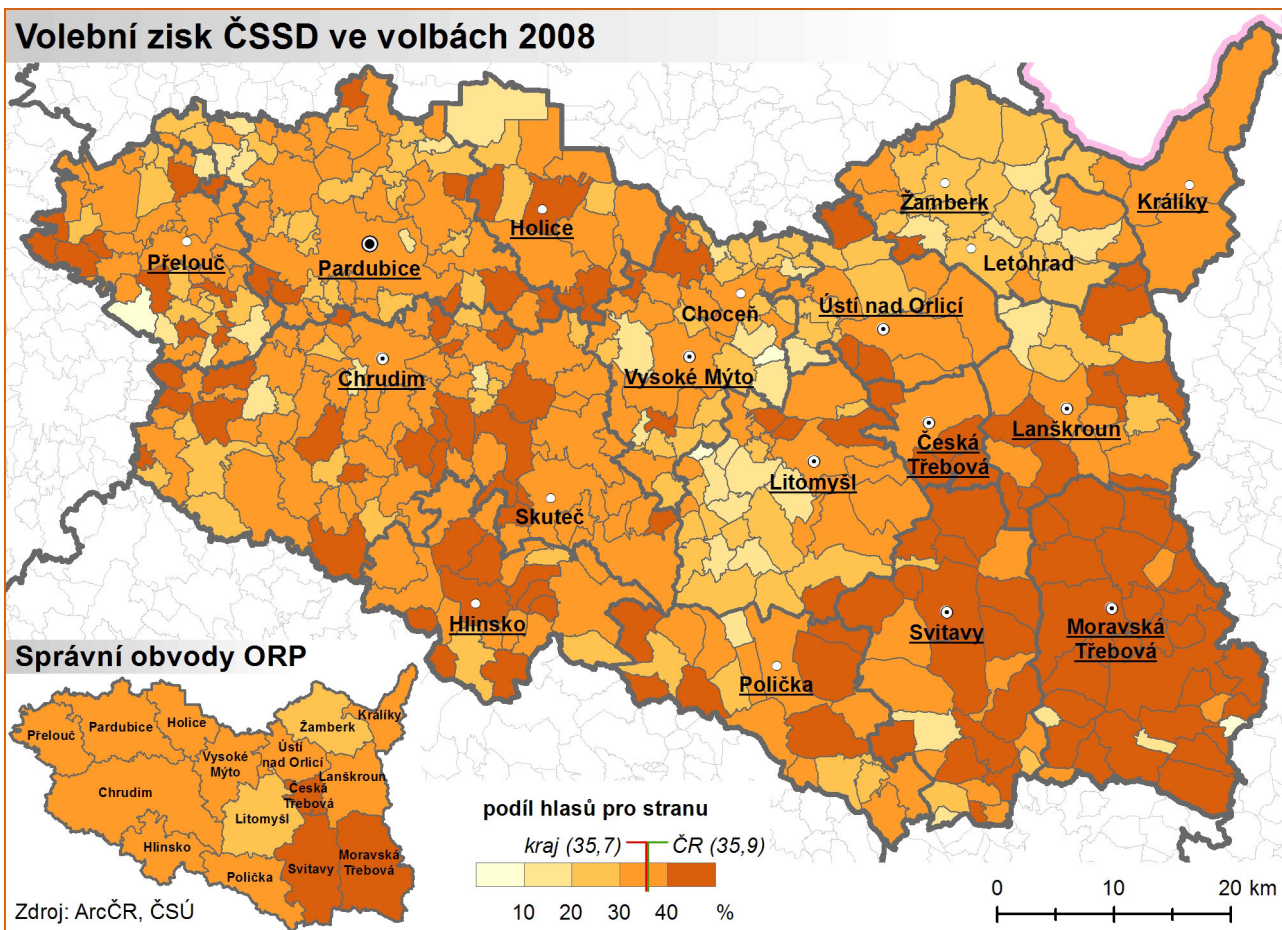 Volební zisk ČSSD ve volbách 2008
Žamberk
Králíky
Holice
Přelouč
Pardubice
Letohrad
Choceň
Ústí nad Orlicí
Chrudim
Vysoké Mýto
Lanškroun
Česká
Třebová
Litomyšl
Skuteč
Hlinsko
Svitavy
Moravská
Třebová
Polička
Správní obvody ORP
Přelouč
Pardubice
Holice
Žamberk
Králíky
Vysoké
Mýto
Ústí
nad Orlicí
Lanškroun
Chrudim
Česká
Třebová
Litomyšl
Hlinsko
Polička
Svitavy
Moravská
Třebová
Zdroj: ArcČR, ČSÚ
podíl hlasů pro stranu
kraj (35,7) ČR (35,9)
10 20 30 40 %
0 10 20 km